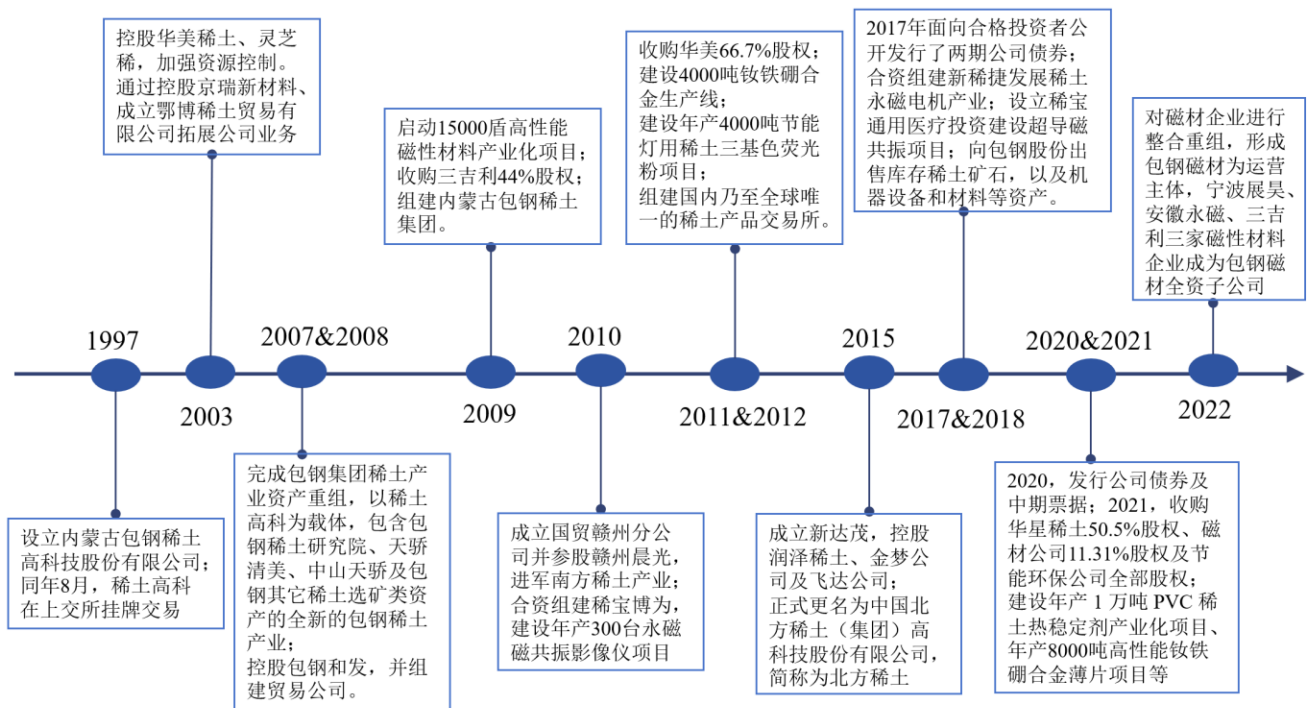 控股华美稀土、灵芝
稀，加强资源控制。
通过控股京瑞新材料、
成立鄂博稀土贸易有
限公司拓展公司业务
启动15000盾高性能
磁性材料产业化项目；
收购三吉利44%股权；
组建内蒙古包钢稀土
集团。
收购华美66.7%股权；
建设4000吨钕铁硼合
金生产线；
建设年产4000吨节能
灯用稀土三基色荧光
粉项目；
组建国内乃至全球唯
一的稀土产品交易所。
2017年面向合格投资者公
开发行了两期公司债券；
合资组建新稀捷发展稀土
永磁电机产业；设立稀宝
通用医疗投资建设超导磁
共振项目；向包钢股份出
售库存稀土矿石，以及机
器设备和材料等资产。
对磁材企业进行
整合重组，形成
包钢磁材为运营
主体，宁波展昊、
安徽永磁、三吉
利三家磁性材料
企业成为包钢磁
材全资子公司
1997
2007&2008
2010
2015
2020&2021
2003
2009
2011&2012
2017&2018
2022
设立内蒙古包钢稀土
高科技股份有限公司；
同年8月，稀土高科
在上交所挂牌交易
完成包钢集团稀土产
业资产重组，以稀土
高科为载体，包含包
钢稀土研究院、天骄
清美、中山天骄及包
钢其它稀土选矿类资
产的全新的包钢稀土
产业；
控股包钢和发，并组
建贸易公司。
成立国贸赣州分公
司并参股赣州晨光，
进军南方稀土产业；
合资组建稀宝博为，
建设年产300台永磁
磁共振影像仪项目
成立新达茂，控股
润泽稀土、金梦公
司及飞达公司；
正式更名为中国北
方稀土（集团）高
科技股份有限公司，
简称为北方稀土
2020，发行公司债券及
中期票据；2021，收购
华星稀土50.5%股权、磁
材公司11.31%股权及节
能环保公司全部股权；
建设年产 1 万吨 PVC 稀
土热稳定剂产业化项目、
年产8000吨高性能钕铁
硼合金薄片项目等